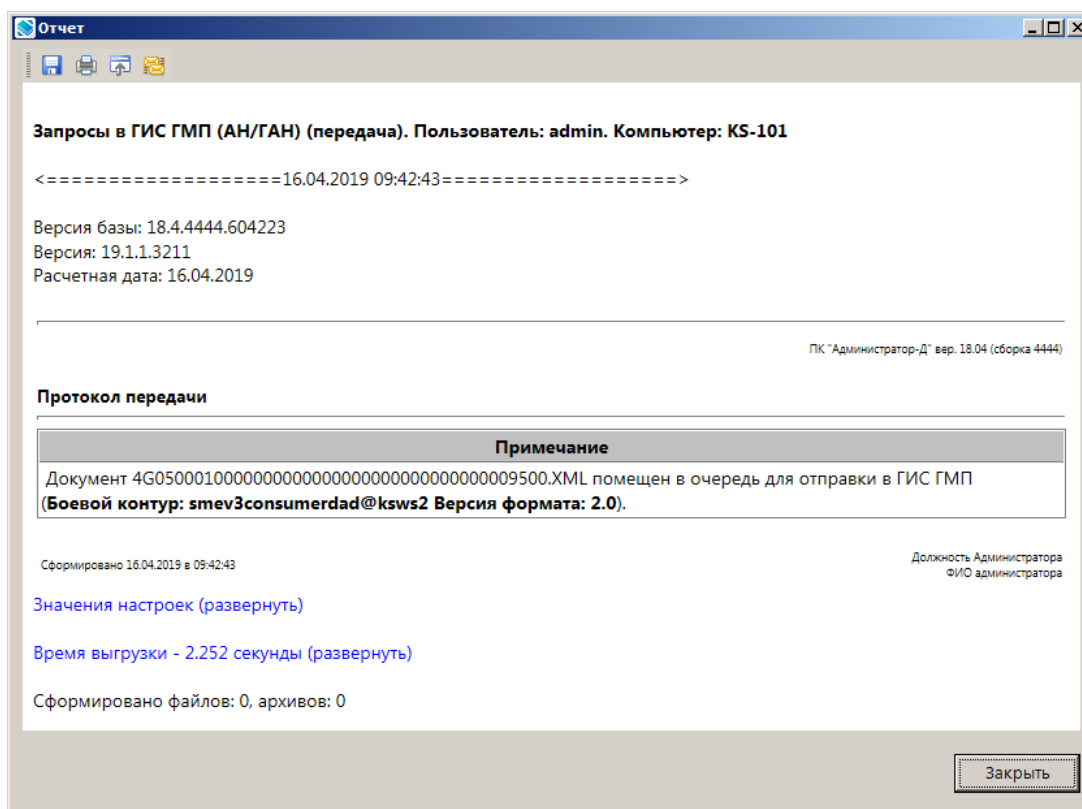 Отчет
Запросы в ГИС ГМП (АН/ГАН) (передача). Пользователь: admin. Компьютер: KS-101
<===================16.04.2019 09:42:43===================>
Версия базы: 18.4.4444.604223
Версия: 19.1.1.3211
Расчетная дата: 16.04.2019
ПК "Администратор-Д" вер. 18.04 (сборка 4444)
Протокол передачи
Примечание
Документ 4G05000100000000000000000000000000009500.XML помещен в очередь для отправки в ГИС ГМП
(Боевой контур: smev3consumerdad@ksws2 Версия формата: 2.0).
Сформировано 16.04.2019 в 09:42:43
Должность Администратора
ФИО администратора
Значения настроек (развернуть)
Время выгрузки - 2.252 секунды (развернуть)
Сформировано файлов: 0, архивов: 0
Закрыть